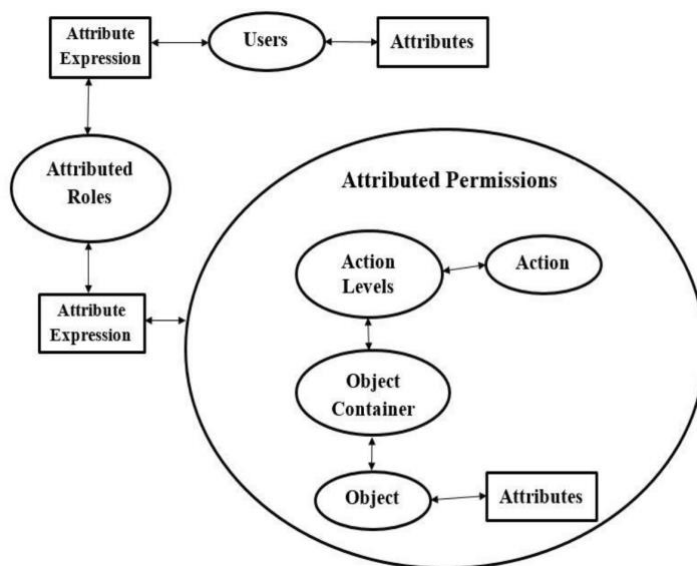 Attribute
Expression
Users
Attributes
Attributed
Roles
Attribute
Expression
Attributed Permissions
Action
Levels
Action
Object
Container
Object
Attributes